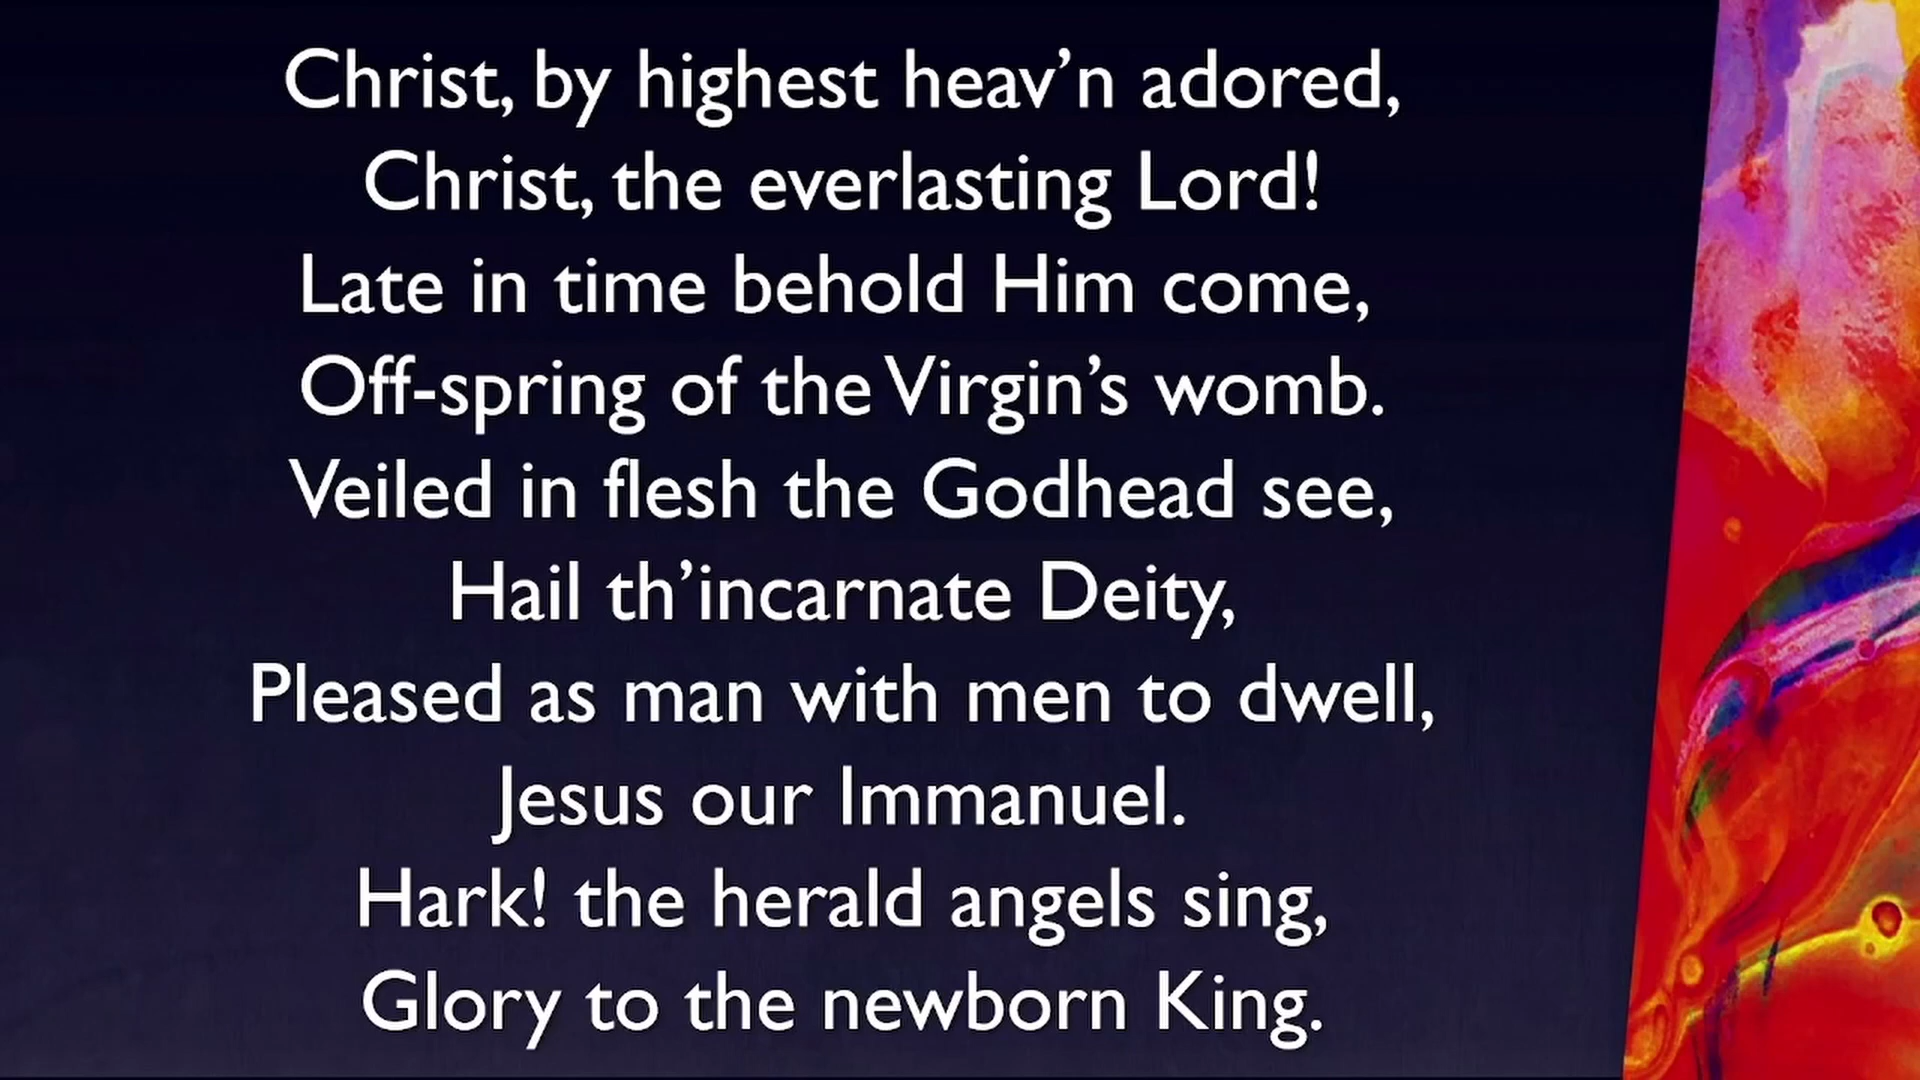 Christ, by highest heav’n adored,
Christ, the everlasting Lord!
Late in time behold Him come,
Off-spring of the Virgin’s womb.
Veiled in flesh the Godhead see,
Hail th’incarnate Deity,
Pleased as man with men to dwell,
Jesus our Immanuel.
Hark! the herald angels sing,
Glory to the newborn King.